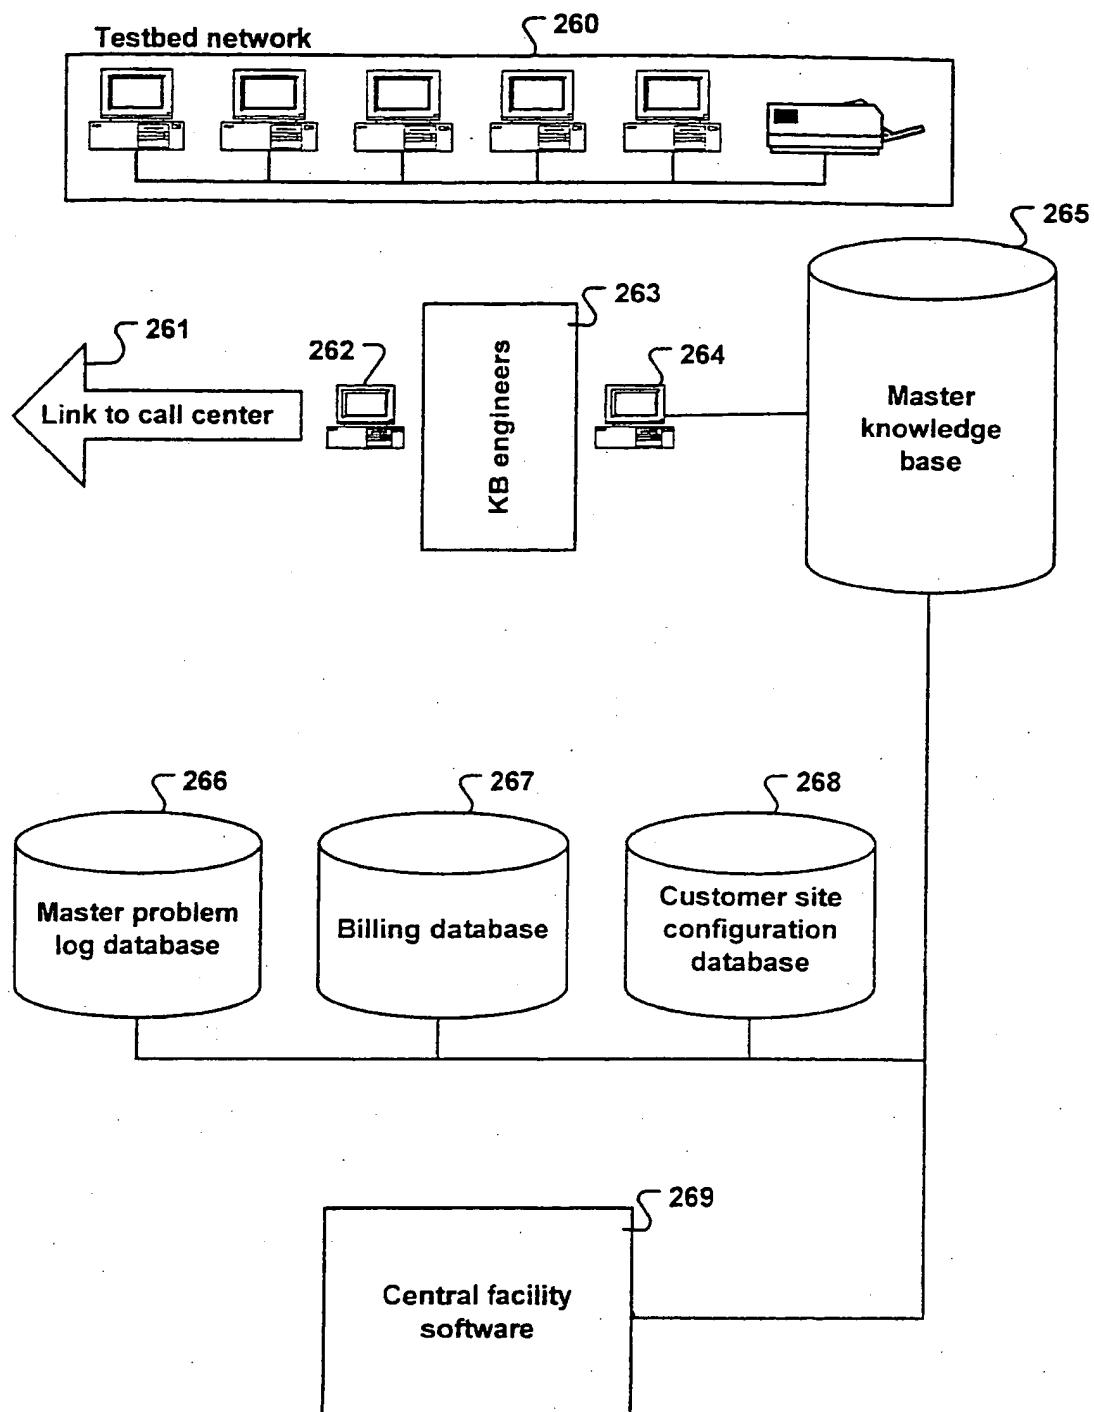 260
Testbed network
265
263
261
262
264
Link to call center
KB engineers
Master
knowledge
base
266
267
268
Master problem
log database
Billing database
Customer site
configuration
database
269
Central facility
software